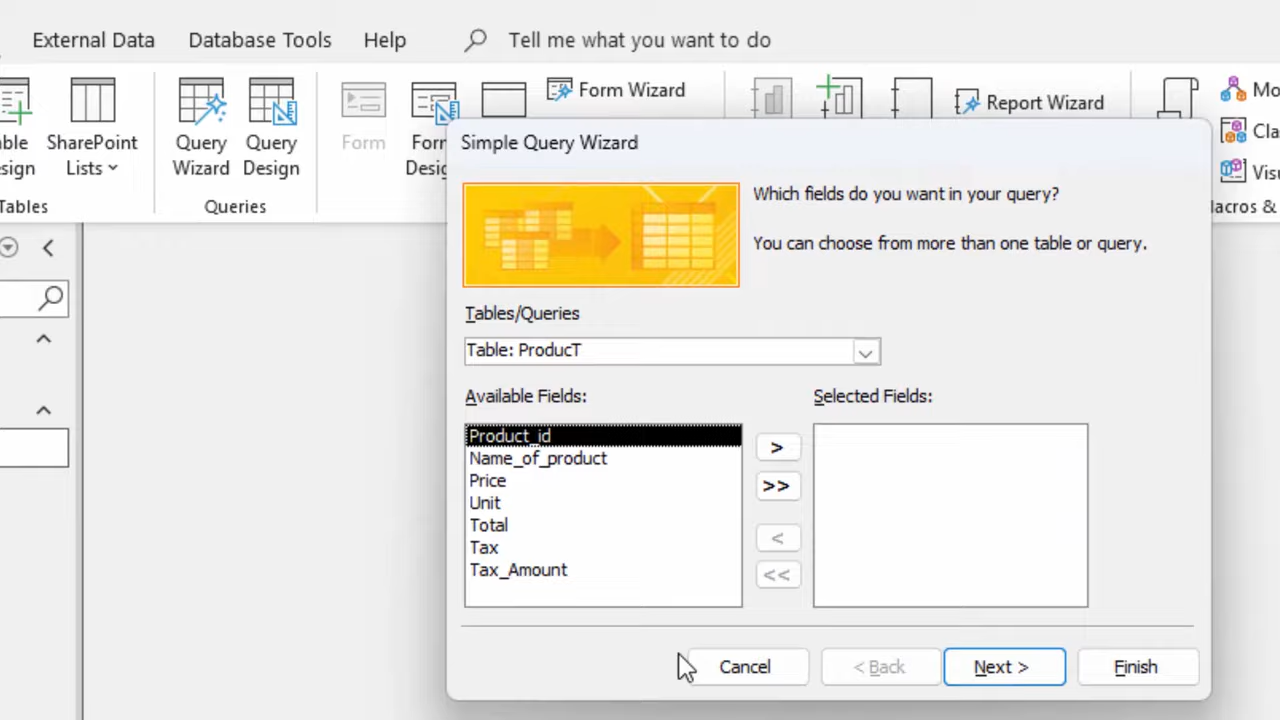 External Data Database Tools Help Tell me what you want to do
Form Wizard
Report Wizard
SharePoint
Lists
Query
Wizard
Query
Design
Form
Tables
Queries
Simple Query Wizard
Which fields do you want in your query?
You can choose from more than one table or query.
Tables/Queries
Table: ProducT
Available Fields:
Selected Fields:
Product_id
Name_of_product
Price
Unit
Total
Tax
Tax_Amount
>
>>
<
<<
Cancel
< Back
Next >
Finish